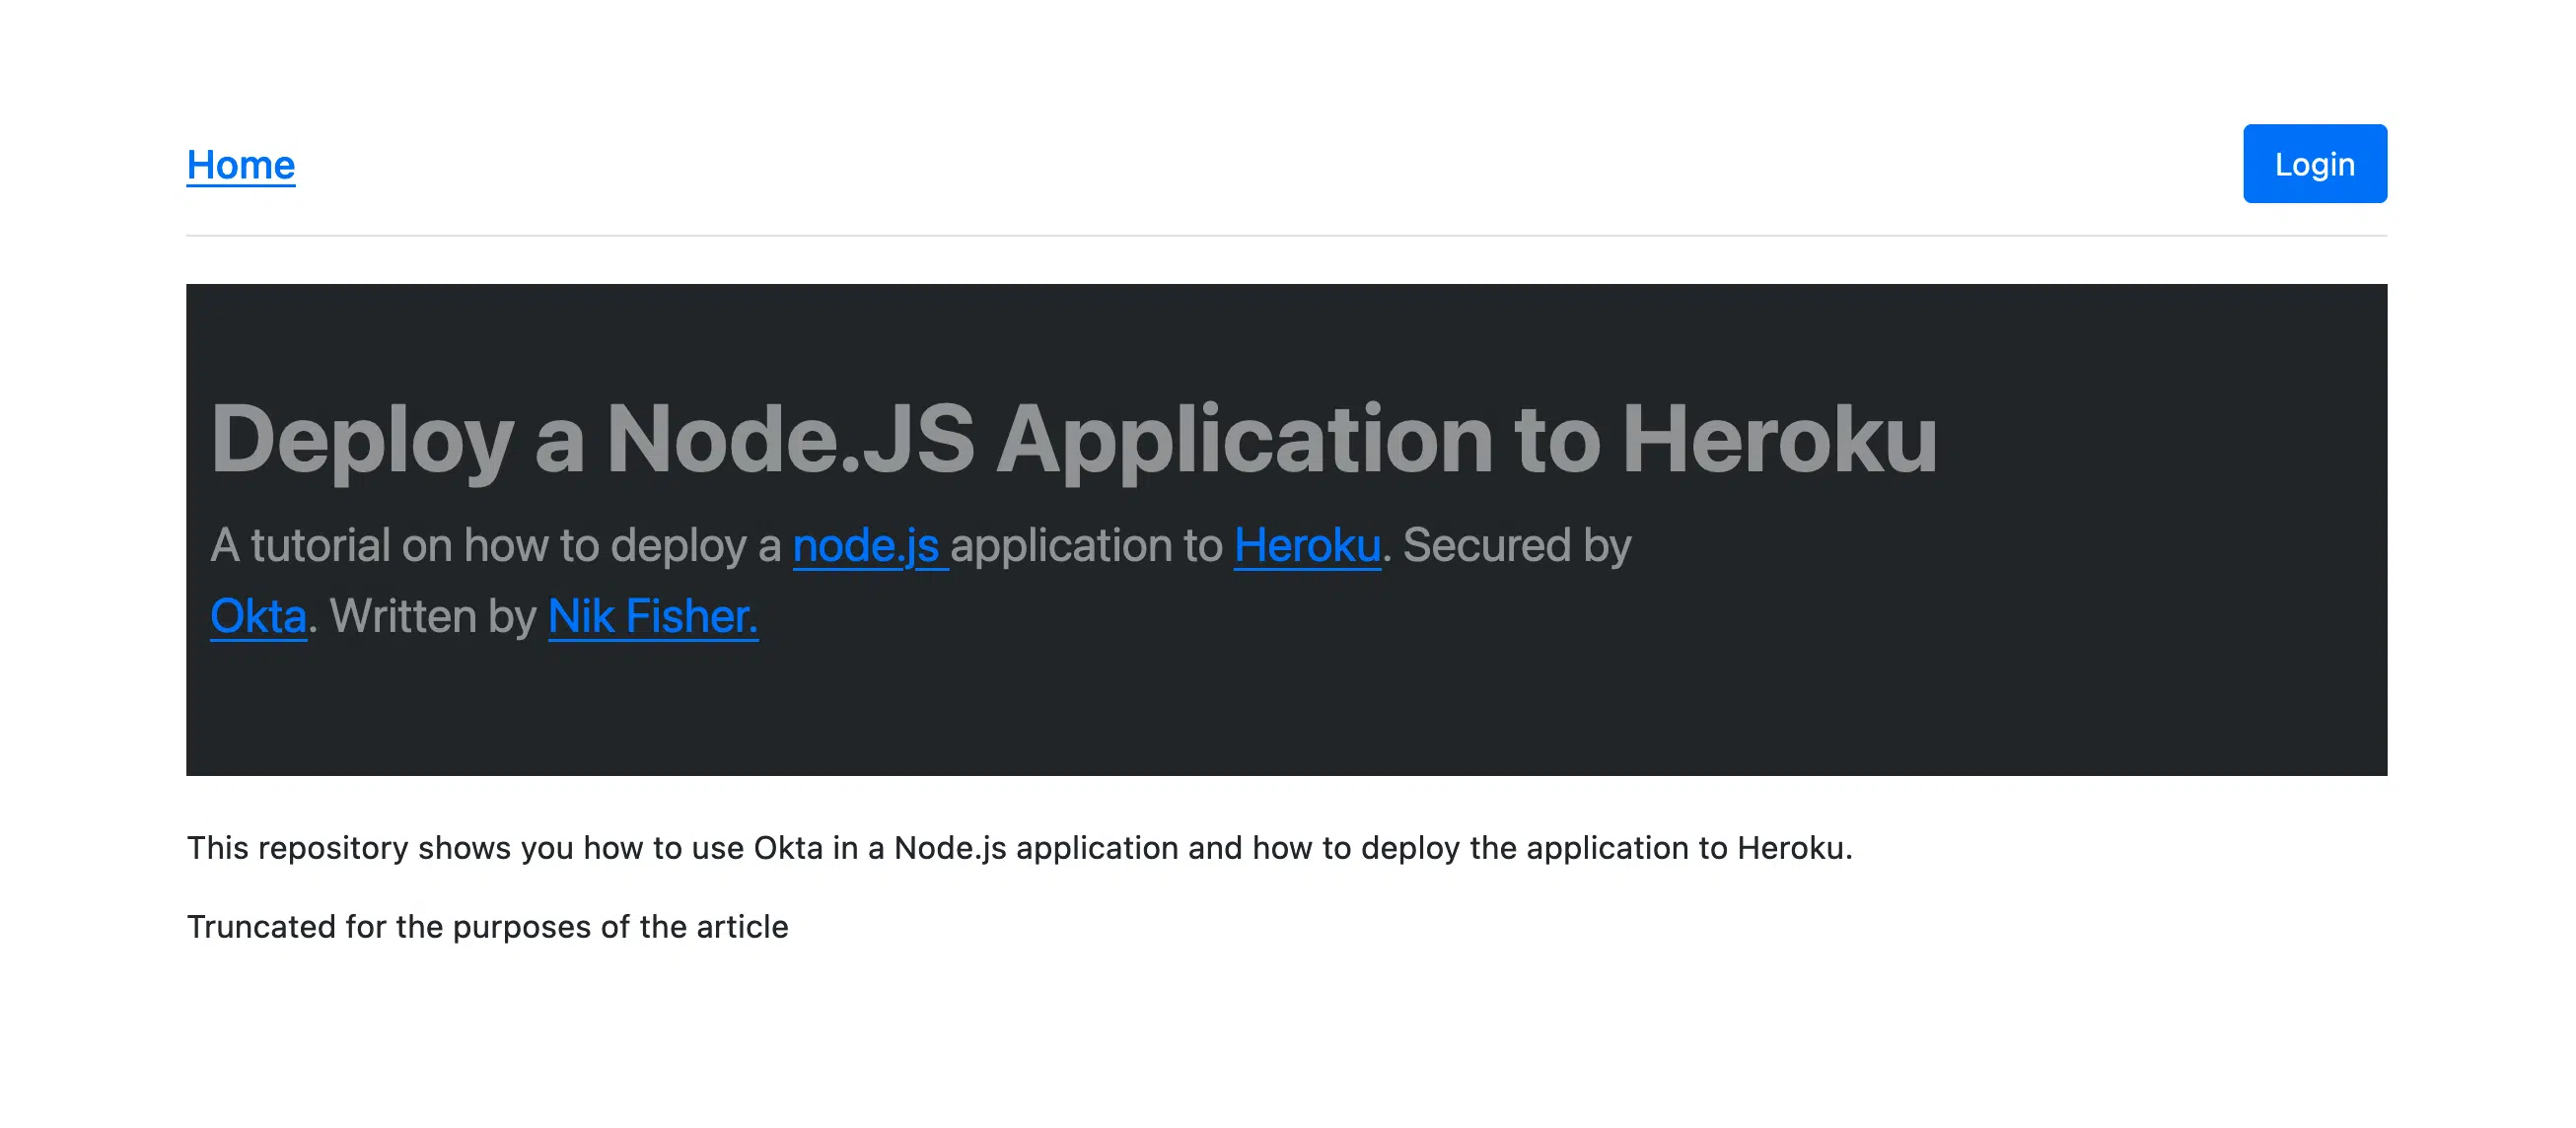 Home
Login
Deploy a Node.JS Application to Heroku
A tutorial on how to deploy a node.js application to Heroku. Secured by
Okta. Written by Nik Fisher.
This repository shows you how to use Okta in a Node.js application and how to deploy the application to Heroku.
Truncated for the purposes of the article